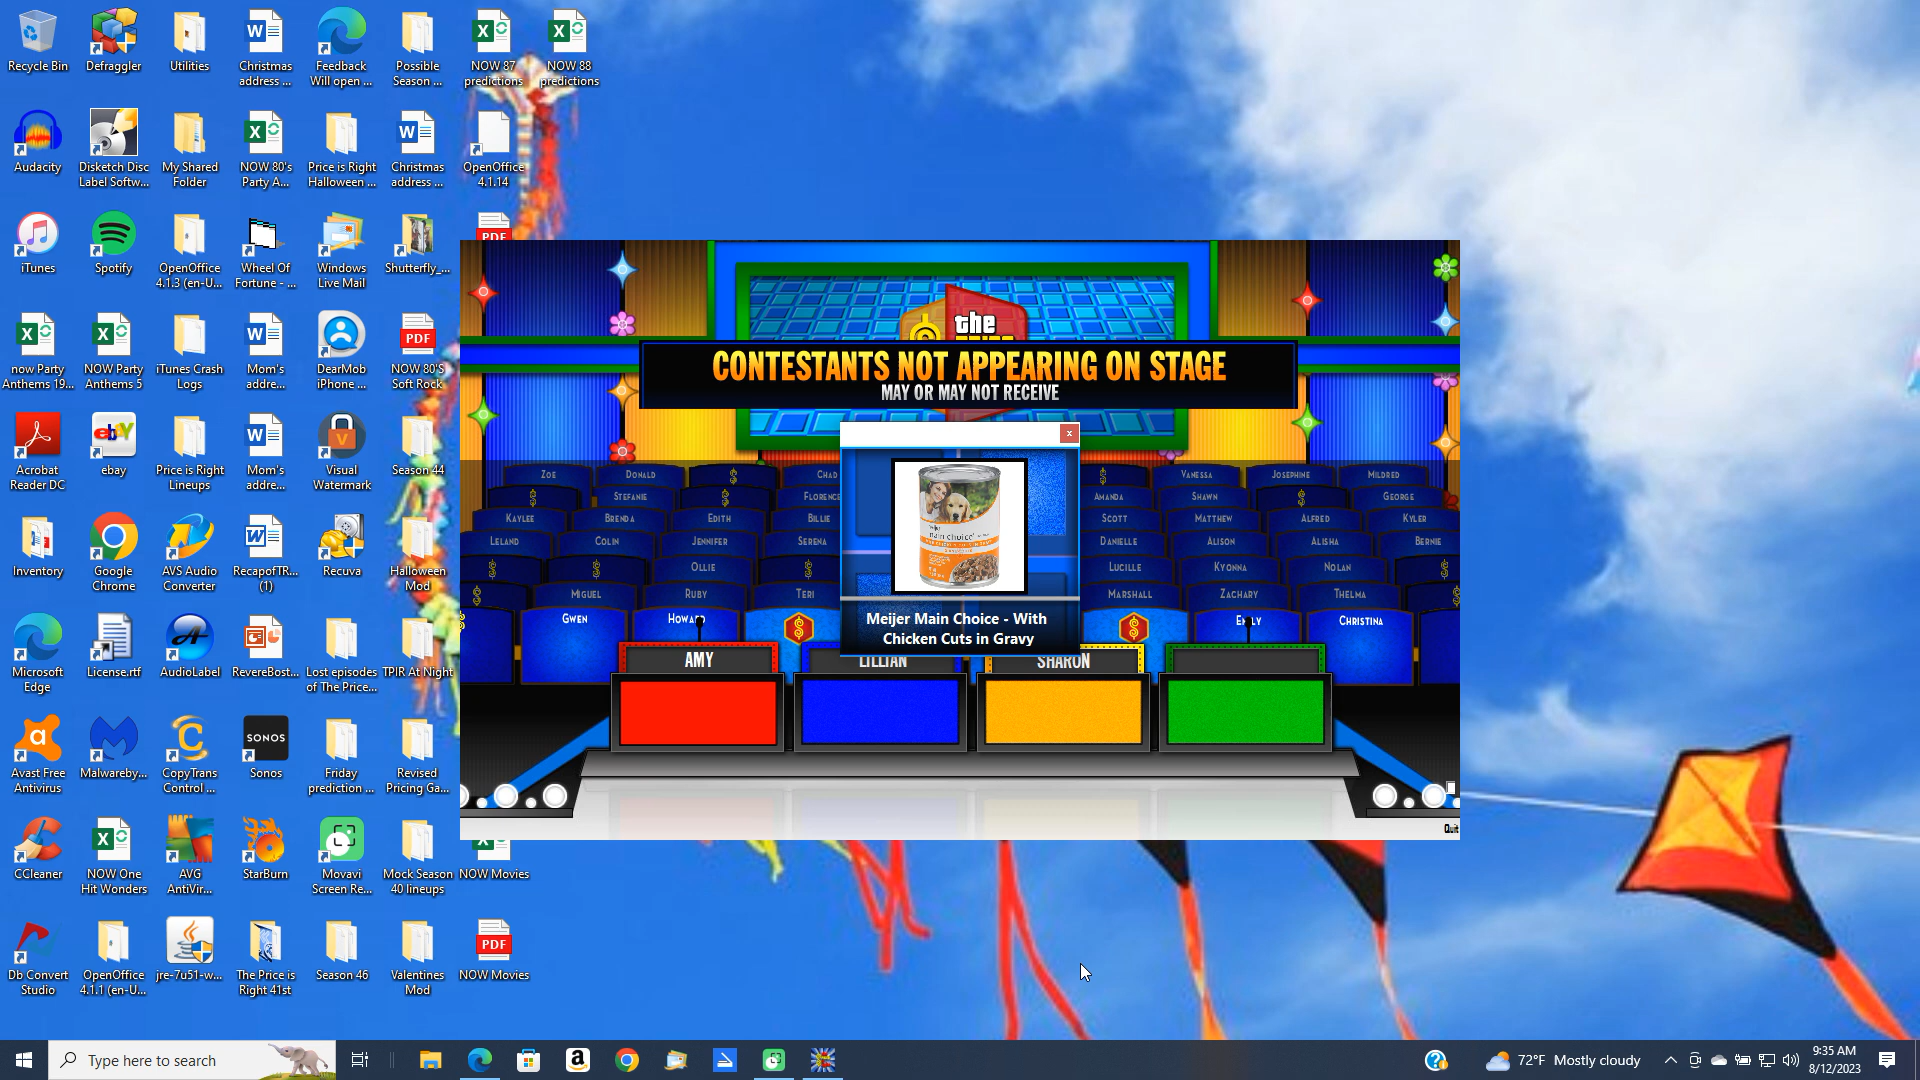 Recycle Bin
Defraggler
Utilities
Christmas
address ...
Feedback
Will open ...
Possible
Season ...
NOW 87
predictions
NOW 88
predictions
Audacity
Disketch Disc
Label Softw...
My Shared
Folder
NOW 80's
Party A...
Price is Right
Halloween ...
Christmas
address ...
OpenOffice
4.1.14
iTunes
Spotify
OpenOffice
4.1.3 (en-U...
Wheel Of
Fortune - ...
Windows
Live Mail
Shutterfly_...
PDF
now Party
Anthems 19...
NOW Party
Anthems 5
iTunes Crash
Logs
Mom's
addre...
DearMob
iPhone ...
PDF
NOW 80'S
Soft Rock
Acrobat
Reader DC
ebay
ebay
Price is Right
Lineups
Mom's
addre...
Visual
Watermark
Season 44
Inventory
Google
Chrome
AVS Audio
Converter
RecapofTR...
(1)
Recuva
Halloween
Mod
Microsoft
Edge
License.rtf
AudioLabel
RevereBost...
Lost episodes
of The Price...
TPIR At Night
Avast Free
Antivirus
Malwareby...
CopyTrans
Control ...
SONOS
Sonos
Friday
prediction ...
Revised
Pricing Ga...
CCleaner
NOW One
Hit Wonders
AVG
AntiVir...
StarBurn
Movavi
Screen Re...
Mock Season
40 lineups
NOW Movies
Db Convert
Studio
OpenOffice
4.1.1 (en-U...
jre-7u51-w...
The Price is
Right 41st
Season 46
Valentines
Mod
PDF
NOW Movies
the
CONTESTANTS NOT APPEARING ON STAGE
MAY OR MAY NOT RECEIVE
ZOE DONALD CHAD VANESSA JOSEPHINE MILDRED
STEFANIE FLORENCE AMANDA SHAWN GEORGE
KAYLEE BRENDA EDITH BILLIE SCOTT MATTHEW ALFRED KYLER
LELAND COLIN JENNIFER SERENA DANIELLE ALISON ALISHA BERNIE
OLLIE LUCILLE KYONNA NOLAN
MIGUEL RUBY TERI MARSHALL ZACHARY THELMA
GWEN HOWARD EMILY CHRISTINA
main choice
Meijer Main Choice - With
Chicken Cuts in Gravy
AMY LILLIAN SHARON
Quit
Type here to search
72°F Mostly cloudy
9:35 AM
8/12/2023